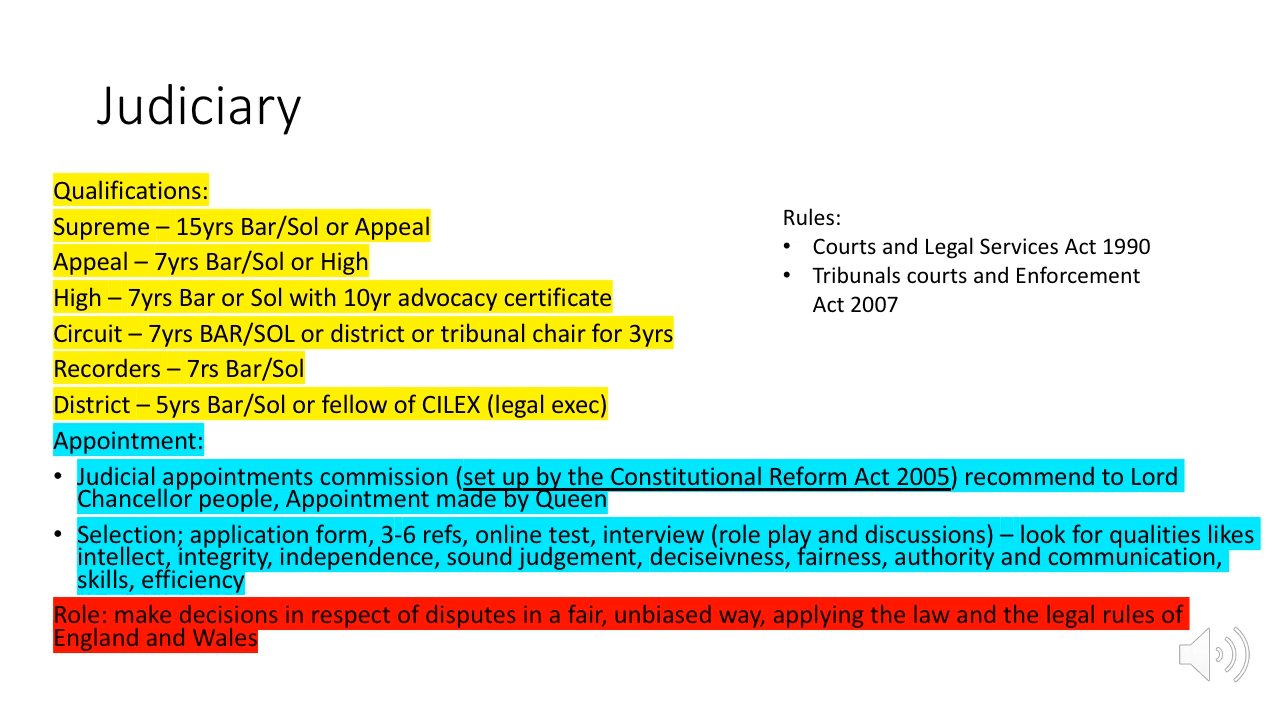 Judiciary
Qualifications:
Supreme – 15yrs Bar/Sol or Appeal
Appeal – 7yrs Bar/Sol or High
High – 7yrs Bar or Sol with 10yr advocacy certificate
Circuit – 7yrs BAR/SOL or district or tribunal chair for 3yrs
Recorders – 7rs Bar/Sol
District – 5yrs Bar/Sol or fellow of CILEX (legal exec)
Appointment:
• Judicial appointments commission (set up by the Constitutional Reform Act 2005) recommend to Lord
Chancellor people, Appointment made by Queen
• Selection; application form, 3-6 refs, online test, interview (role play and discussions) – look for qualities likes
intellect, integrity, independence, sound judgement, deciseivness, fairness, authority and communication,
skills, efficiency
Role: make decisions in respect of disputes in a fair, unbiased way, applying the law and the legal rules of
England and Wales
Rules:
• Courts and Legal Services Act 1990
• Tribunals courts and Enforcement
Act 2007